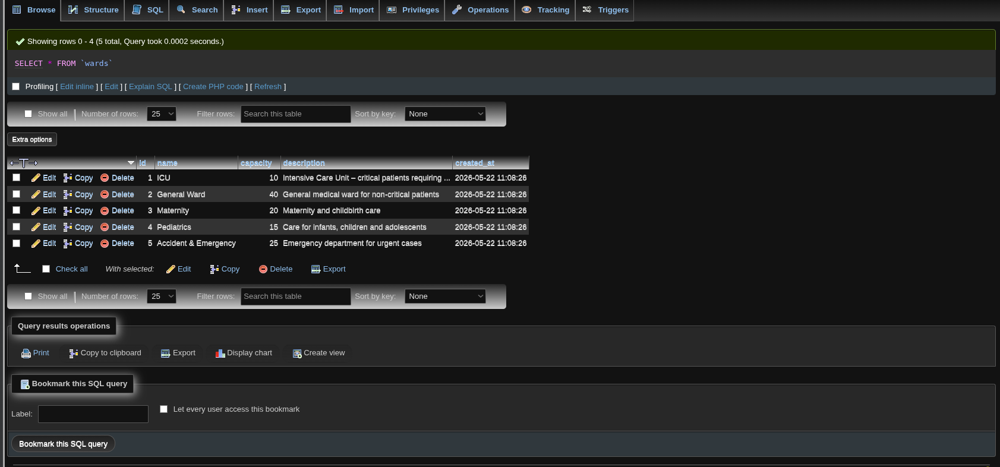 Browse Structure SQL Search Insert Export Import Privileges Operations Tracking Triggers
Showing rows 0 - 4 (5 total, Query took 0.0002 seconds.)
SELECT * FROM `wards`
Profiling [ Edit inline ] [ Edit ] [ Explain SQL ] [ Create PHP code ] [ Refresh ]
Show all Number of rows: 25 Filter rows: Search this table Sort by key: None
Extra options
id name capacity description created_at
Edit Copy Delete 1 ICU 10 Intensive Care Unit – critical patients requiring ... 2026-05-22 11:08:26
Edit Copy Delete 2 General Ward 40 General medical ward for non-critical patients 2026-05-22 11:08:26
Edit Copy Delete 3 Maternity 20 Maternity and childbirth care 2026-05-22 11:08:26
Edit Copy Delete 4 Pediatrics 15 Care for infants, children and adolescents 2026-05-22 11:08:26
Edit Copy Delete 5 Accident & Emergency 25 Emergency department for urgent cases 2026-05-22 11:08:26
Check all With selected: Edit Copy Delete Export
Show all Number of rows: 25 Filter rows: Search this table Sort by key: None
Query results operations
Print Copy to clipboard Export Display chart Create view
Bookmark this SQL query
Label: Let every user access this bookmark
Bookmark this SQL query